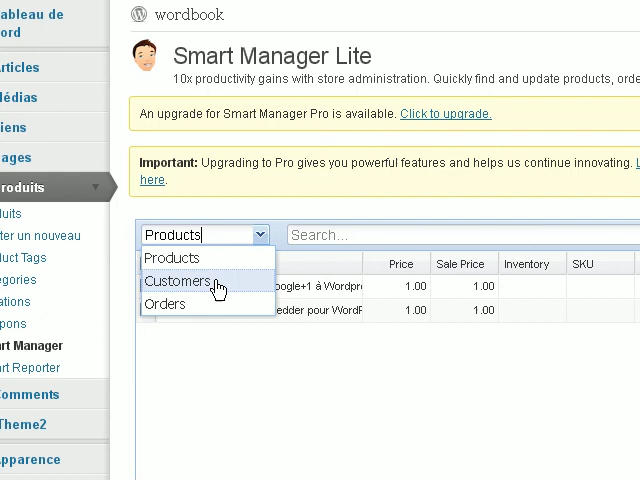 wordbook
ableau de
ord
rticles
édias
iens
ages
roduits
uits
ter un nouveau
duct Tags
egories
ations
pons
art Manager
art Reporter
omments
Theme2
pparence
Smart Manager Lite
10x productivity gains with store administration. Quickly find and update products, orde
An upgrade for Smart Manager Pro is available. Click to upgrade.
Important: Upgrading to Pro gives you powerful features and helps us continue innovating. L
here.
Products
Search...
Products
Customers
Orders
Price Sale Price Inventory SKU
oogle+1 à Wordpre 1.00 1.00
edder pour WordF 1.00 1.00